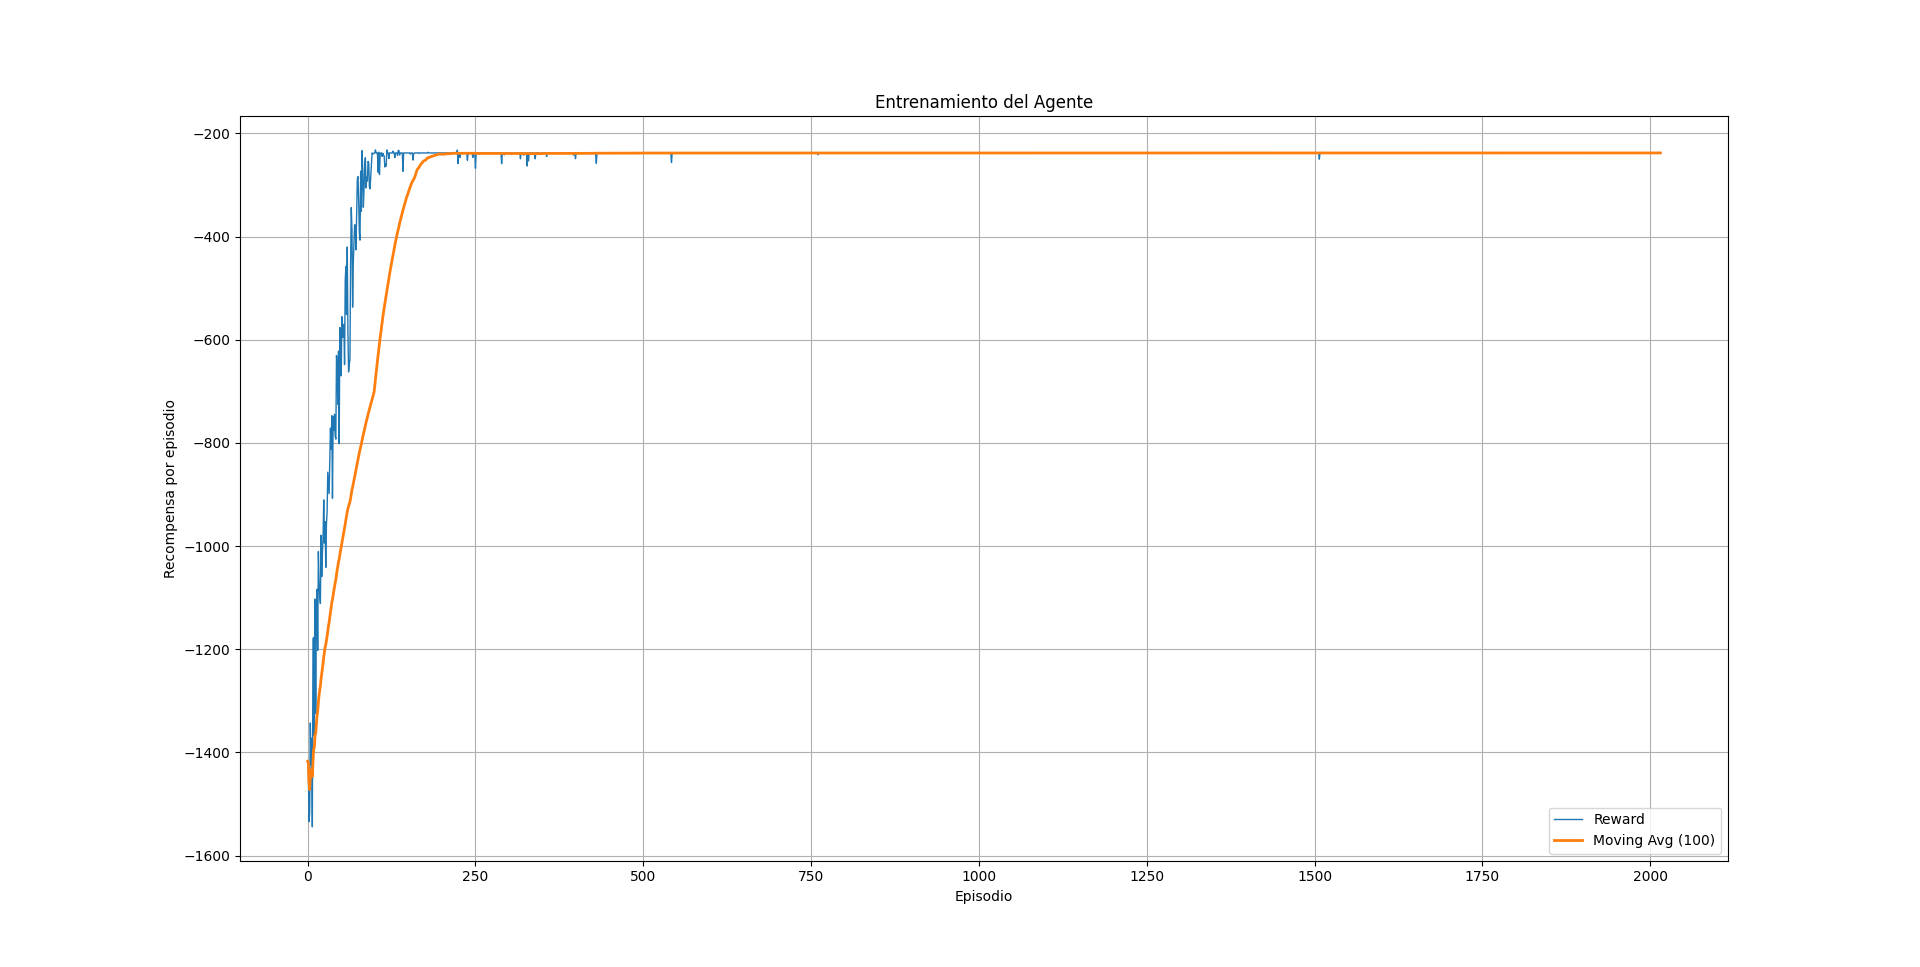 Entrenamiento del Agente
Recompensa por episodio
−200
−400
−600
−800
−1000
−1200
−1400
−1600
0 250 500 750 1000 1250 1500 1750 2000
Episodio
Reward
Moving Avg (100)